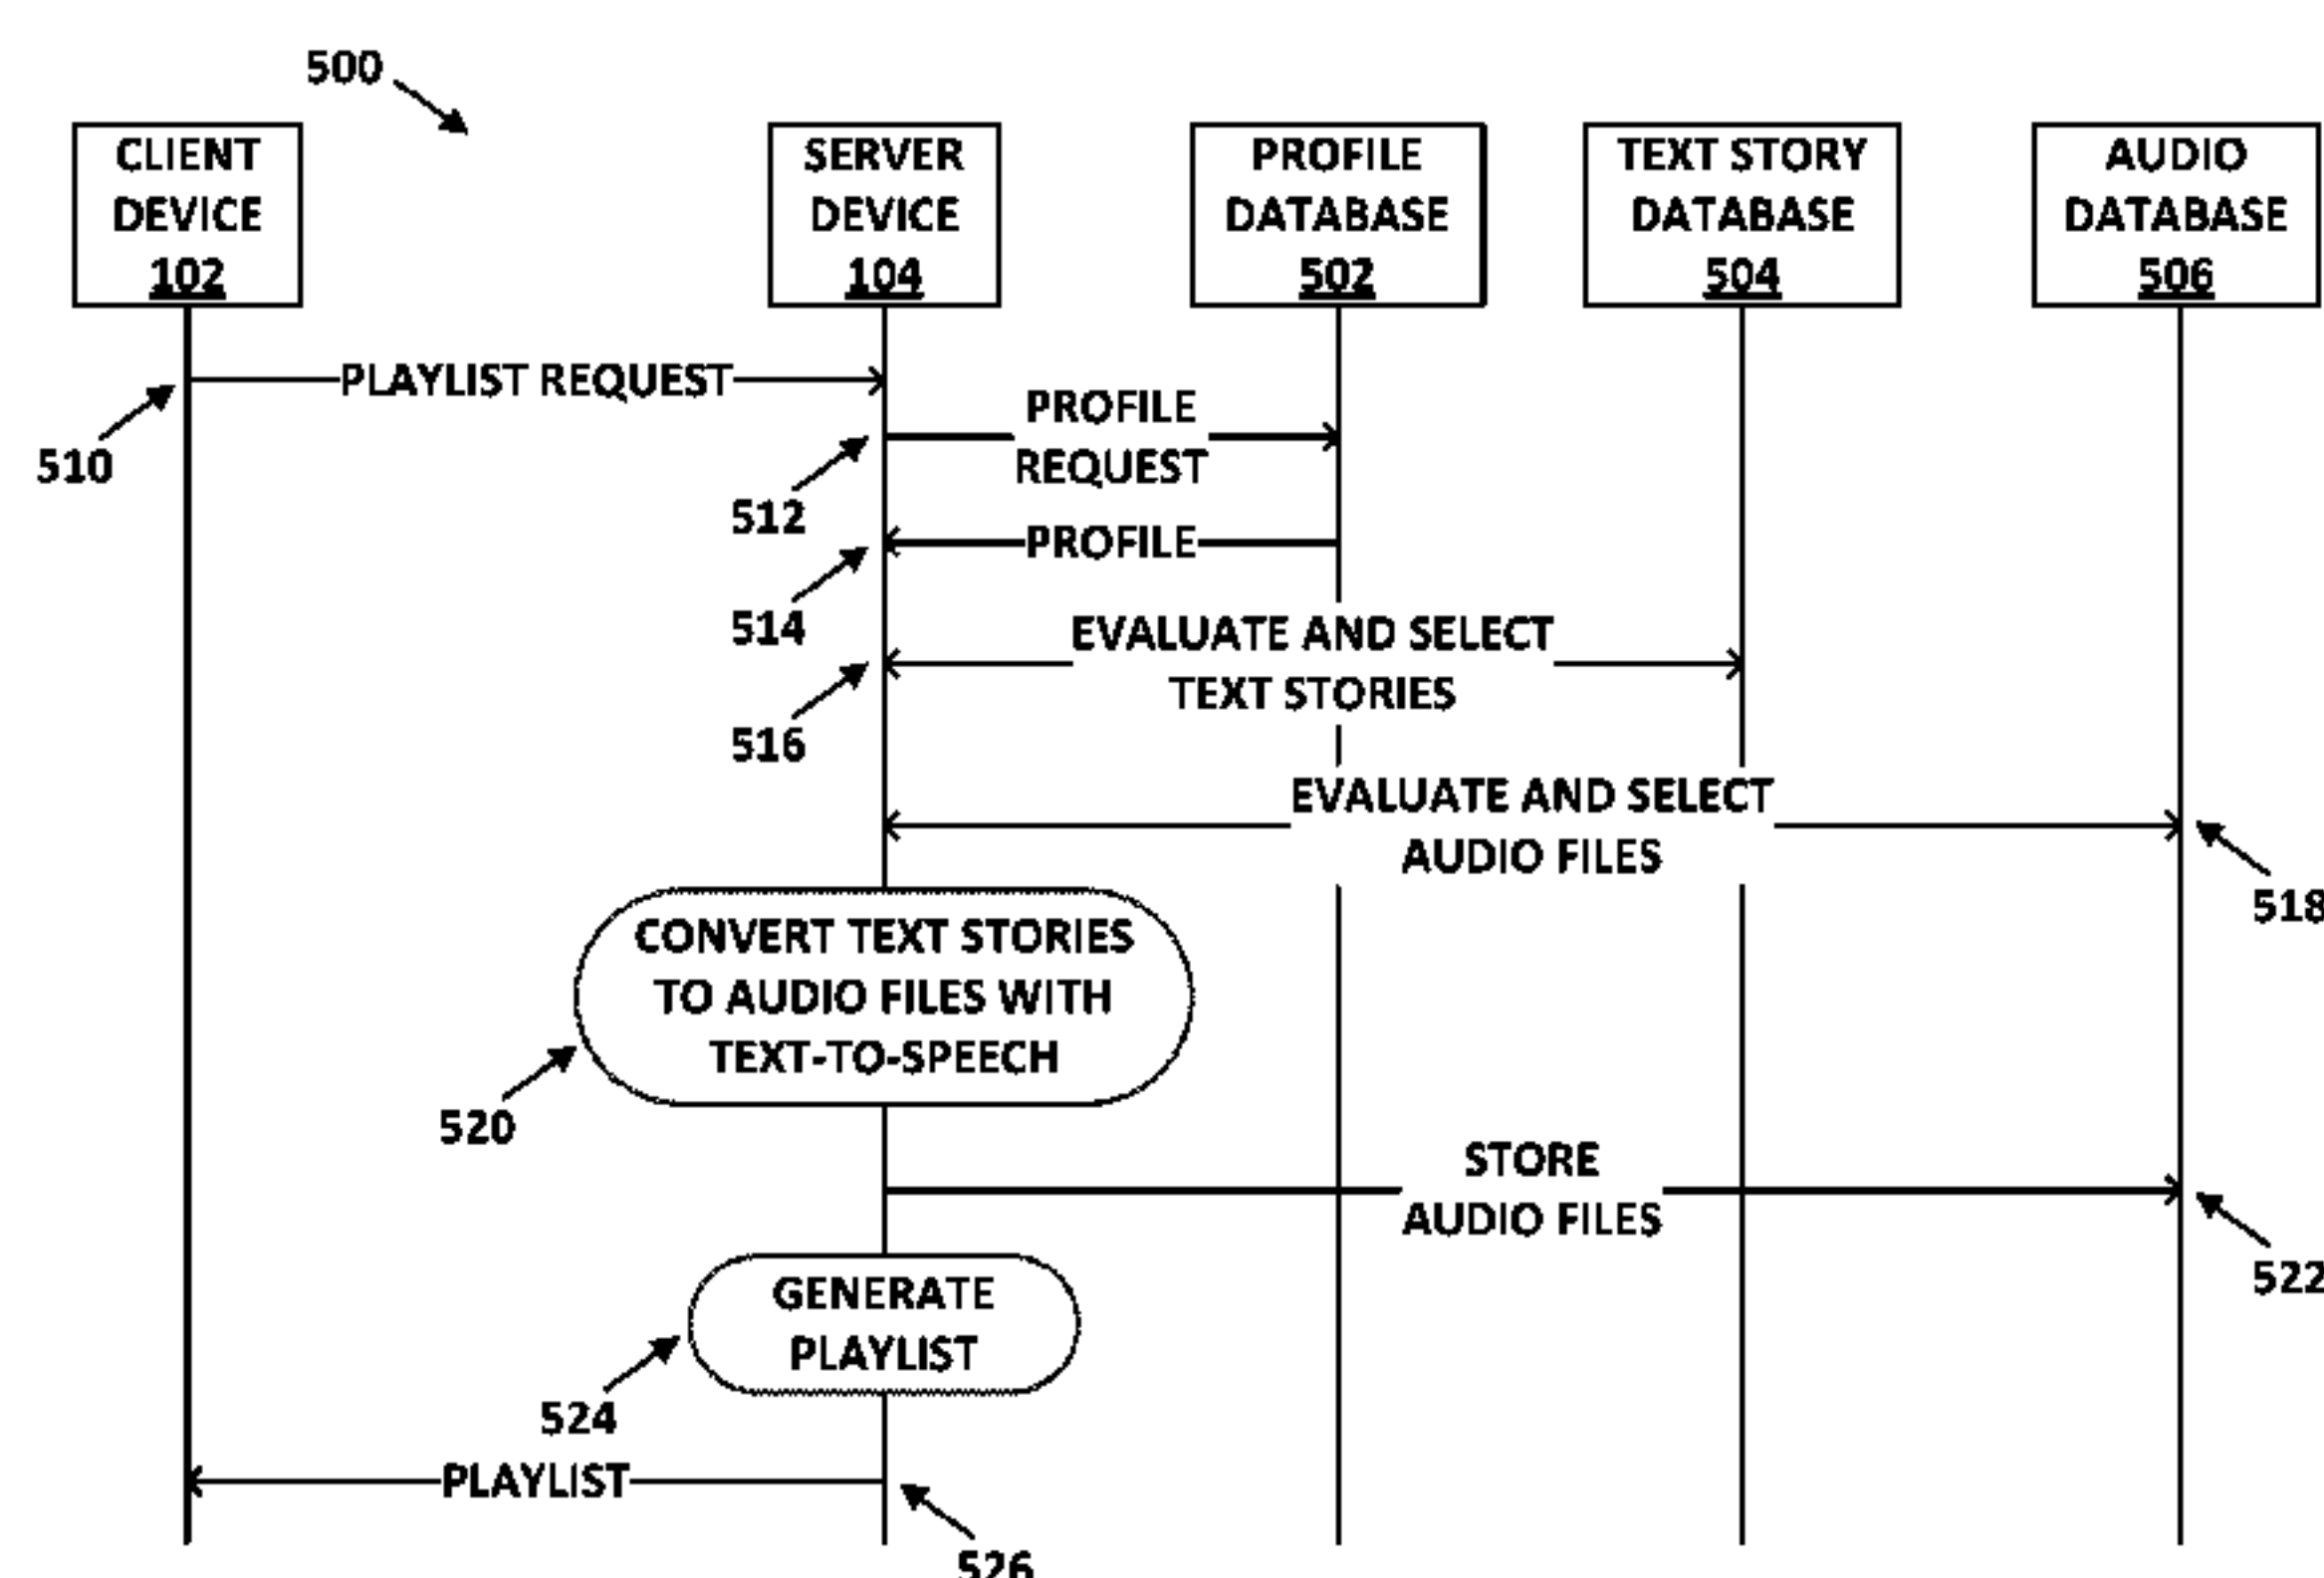 500
CLIENT
DEVICE
102
SERVER
DEVICE
104
PROFILE
DATABASE
502
TEXT STORY
DATABASE
504
AUDIO
DATABASE
506
PLAYLIST REQUEST
510
PROFILE
REQUEST
512
PROFILE
514
EVALUATE AND SELECT
TEXT STORIES
516
EVALUATE AND SELECT
AUDIO FILES
518
CONVERT TEXT STORIES
TO AUDIO FILES WITH
TEXT-TO-SPEECH
520
STORE
AUDIO FILES
522
GENERATE
PLAYLIST
524
PLAYLIST
526